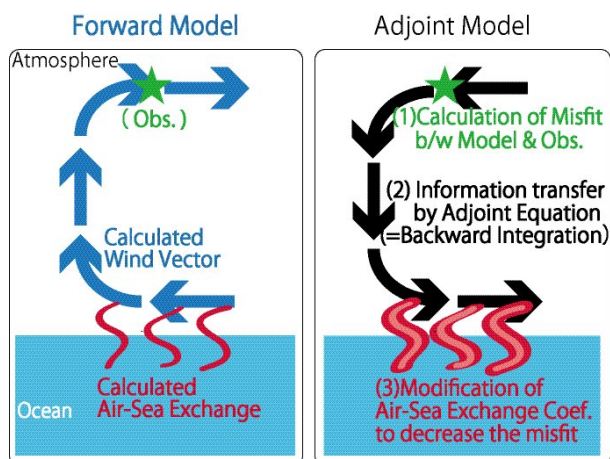 Forward Model
Atmosphere
(Obs.)
Calculated
Wind Vector
Calculated
Air-Sea Exchange
Ocean
Adjoint Model
(1)Calculation of Misfit
b/w Model & Obs.
(2) Information transfer
by Adjoint Equation
(=Backward Integration)
(3)Modification of
Air-Sea Exchange Coef.
to decrease the misfit